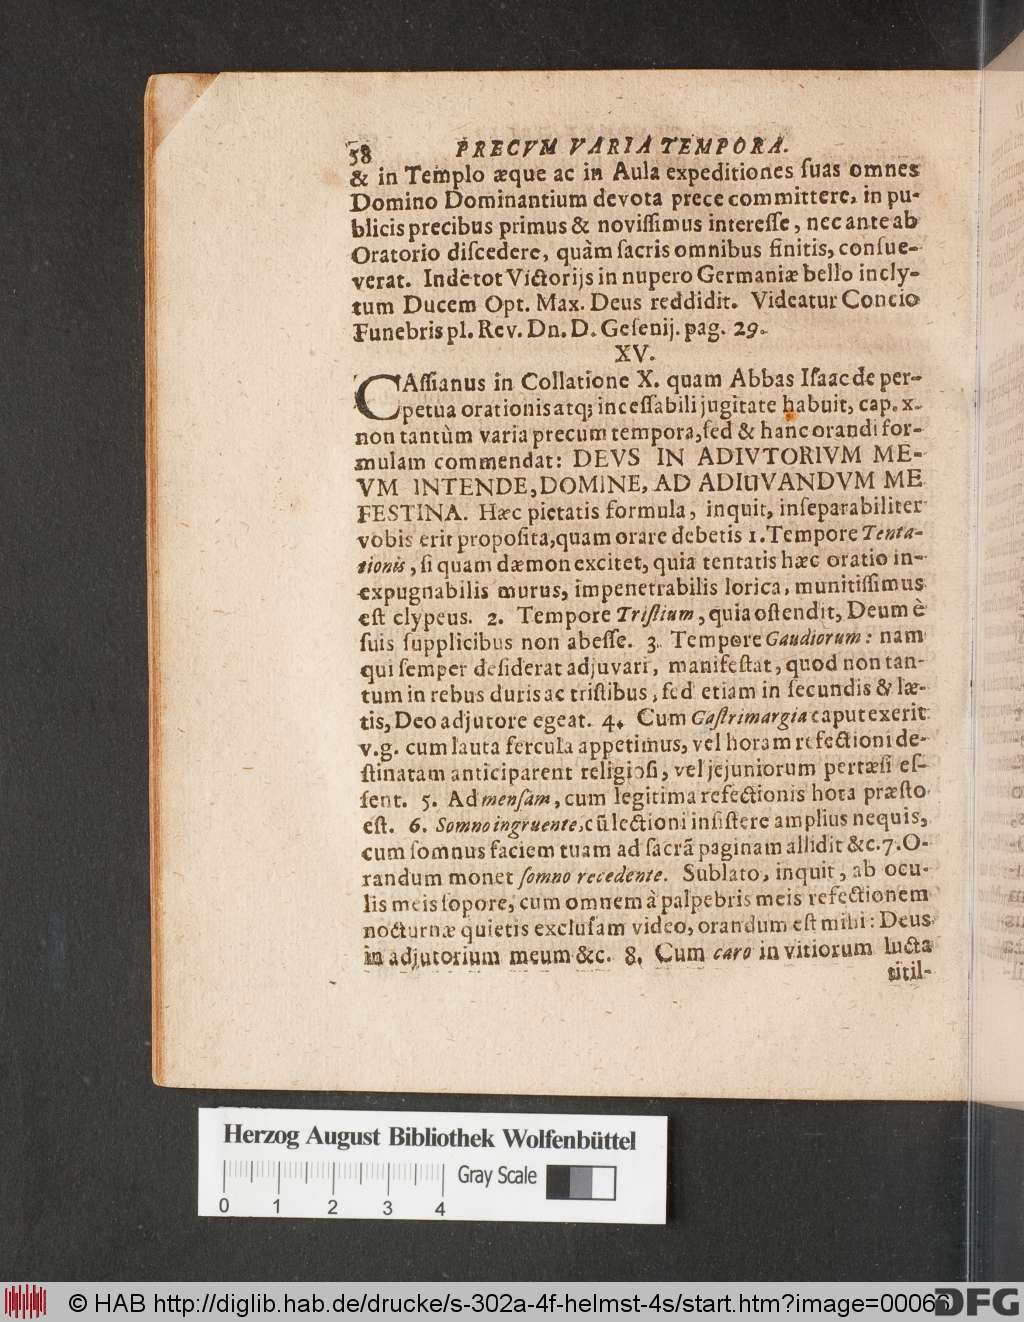 58 PRECVM VARIA TEMPORA.
& in Templo æque ac in Aula expeditiones ſuas omnes
Domino Dominantium devota prece committere, in pu-
blicis precibus primus & noviſſimus intereſſe, nec ante ab
Oratorio diſcedere, quàm ſacris omnibus finitis, conſue-
verat. Indè tot Victorijs in nupero Germaniæ bello incly-
tum Ducem Opt. Max. Deus reddidit. Videatur Concio
Funebris pl. Rev. Dn. D. Geſenij. pag. 29.
XV.
CAſſianus in Collatione X. quam Abbas Iſaac de per-
petua orationis atq; inceſſabili jugitate habuit, cap. x.
non tantùm varia precum tempora, ſed & hanc orandi for-
mulam commendat: DEVS IN ADIVTORIVM ME-
VM INTENDE, DOMINE, AD ADIUVANDVM ME
FESTINA. Hæc pietatis formula, inquit, inſeparabiliter
vobis erit propoſita, quam orare debetis 1. Tempore Tenta-
tionis, ſi quam dæmon excitet, quia tentatis hæc oratio in-
expugnabilis murus, impenetrabilis lorica, munitiſſimus
eſt clypeus. 2. Tempore Triſtium, quia oſtendit, Deum è
ſuis ſupplicibus non abeſſe. 3. Tempore Gaudiorum: nam
qui ſemper deſiderat adjuvari, manifeſtat, quod non tan-
tum in rebus duris ac triſtibus, ſed etiam in ſecundis & læ-
tis, Deo adjutore egeat. 4. Cum Gaſtrimargia caput exerit
v.g. cum lauta fercula appetimus, vel horam refectioni de-
ſtinatam anticiparent religioſi, vel jejuniorum pertæſi eſ-
ſent. 5. Ad menſam, cum legitima refectionis hora præſto
eſt. 6. Somno ingruente, cū lectioni inſiſtere amplius nequis,
cum ſomnus faciem tuam ad ſacrā paginam allidit &c. 7. O-
randum monet ſomno recedente. Sublato, inquit, ab ocu-
lis meis ſopore, cum omnem à palpebris meis refectionem
nocturnæ quietis excluſam video, orandum eſt mihi: Deus
in adjutorium meum &c. 8. Cum caro in vitiorum lucta
titil-
Herzog August Bibliothek Wolfenbüttel
Gray Scale
0 1 2 3 4
© HAB http://diglib.hab.de/drucke/s-302a-4f-helmst-4s/start.htm?image=00066
DFG